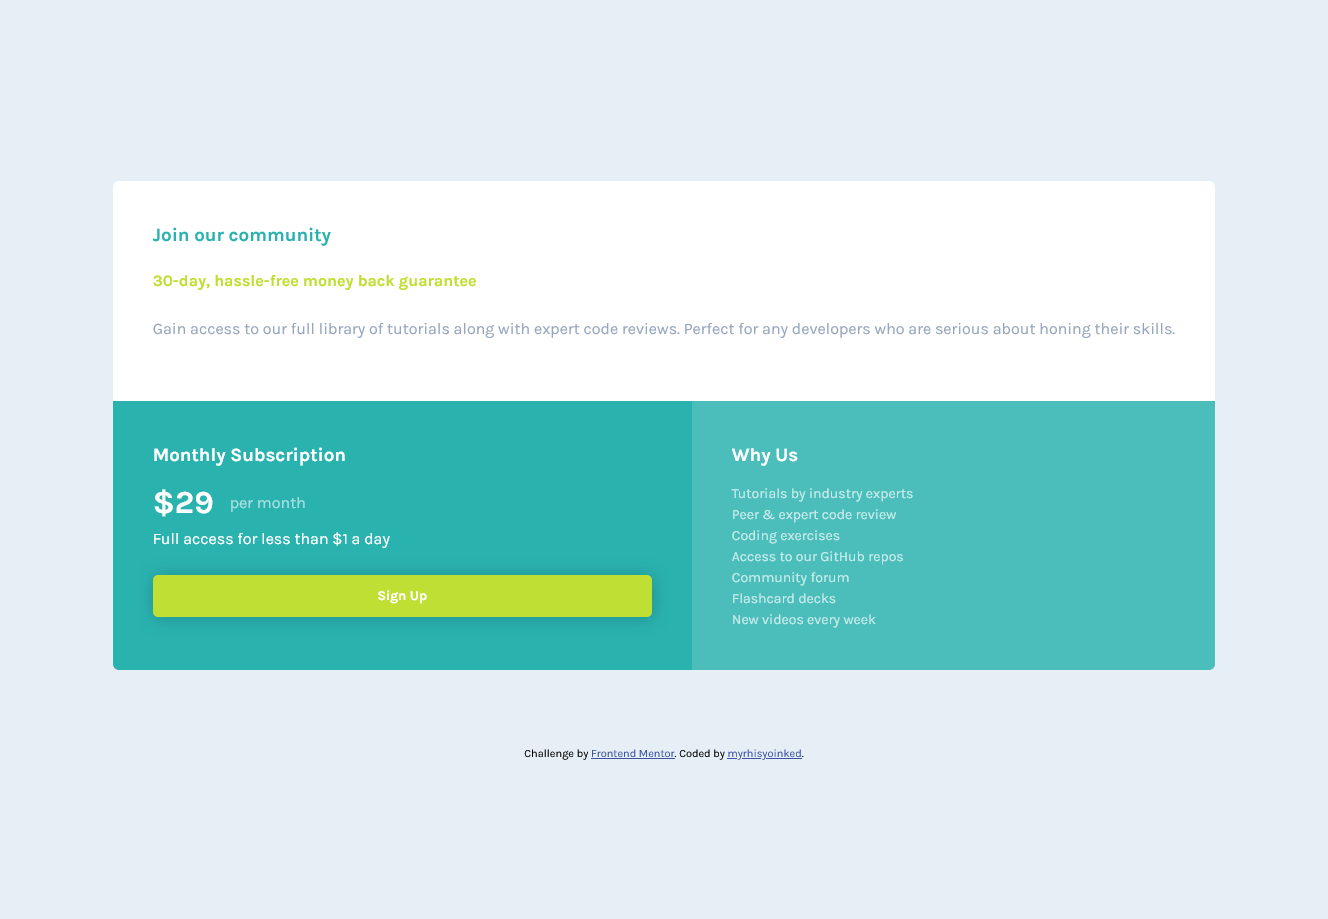 Join our community
30-day, hassle-free money back guarantee
Gain access to our full library of tutorials along with expert code reviews. Perfect for any developers who are serious about honing their skills.
Monthly Subscription
$29 per month
Full access for less than $1 a day
Sign Up
Why Us
Tutorials by industry experts
Peer & expert code review
Coding exercises
Access to our GitHub repos
Community forum
Flashcard decks
New videos every week
Challenge by Frontend Mentor. Coded by myrhisyoinked.